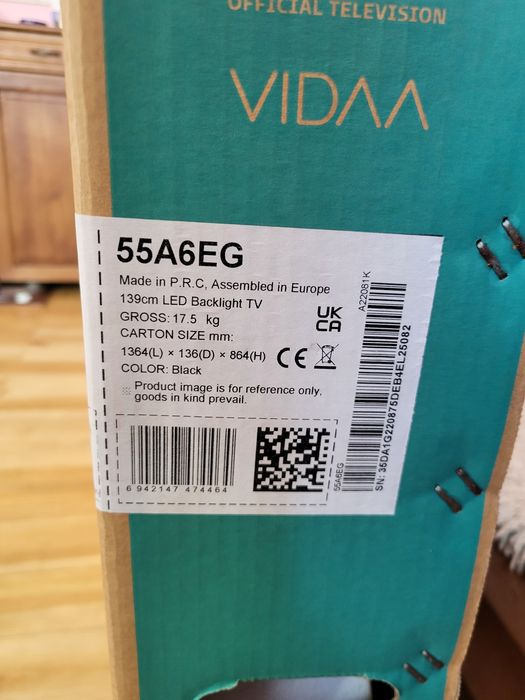 OFFICIAL TELEVISION
VIDAA
55A6EG
Made in P.R.C, Assembled in Europe
139cm LED Backlight TV
GROSS: 17.5 kg
CARTON SIZE mm:
1364(L) × 136(D) × 864(H)
COLOR: Black
※ Product image is for reference only,
goods in kind prevail.
UK
CA
CE
6 942147 474464
55A6EG
SN: 35DA1G220875DEB4EL25082
A22081K